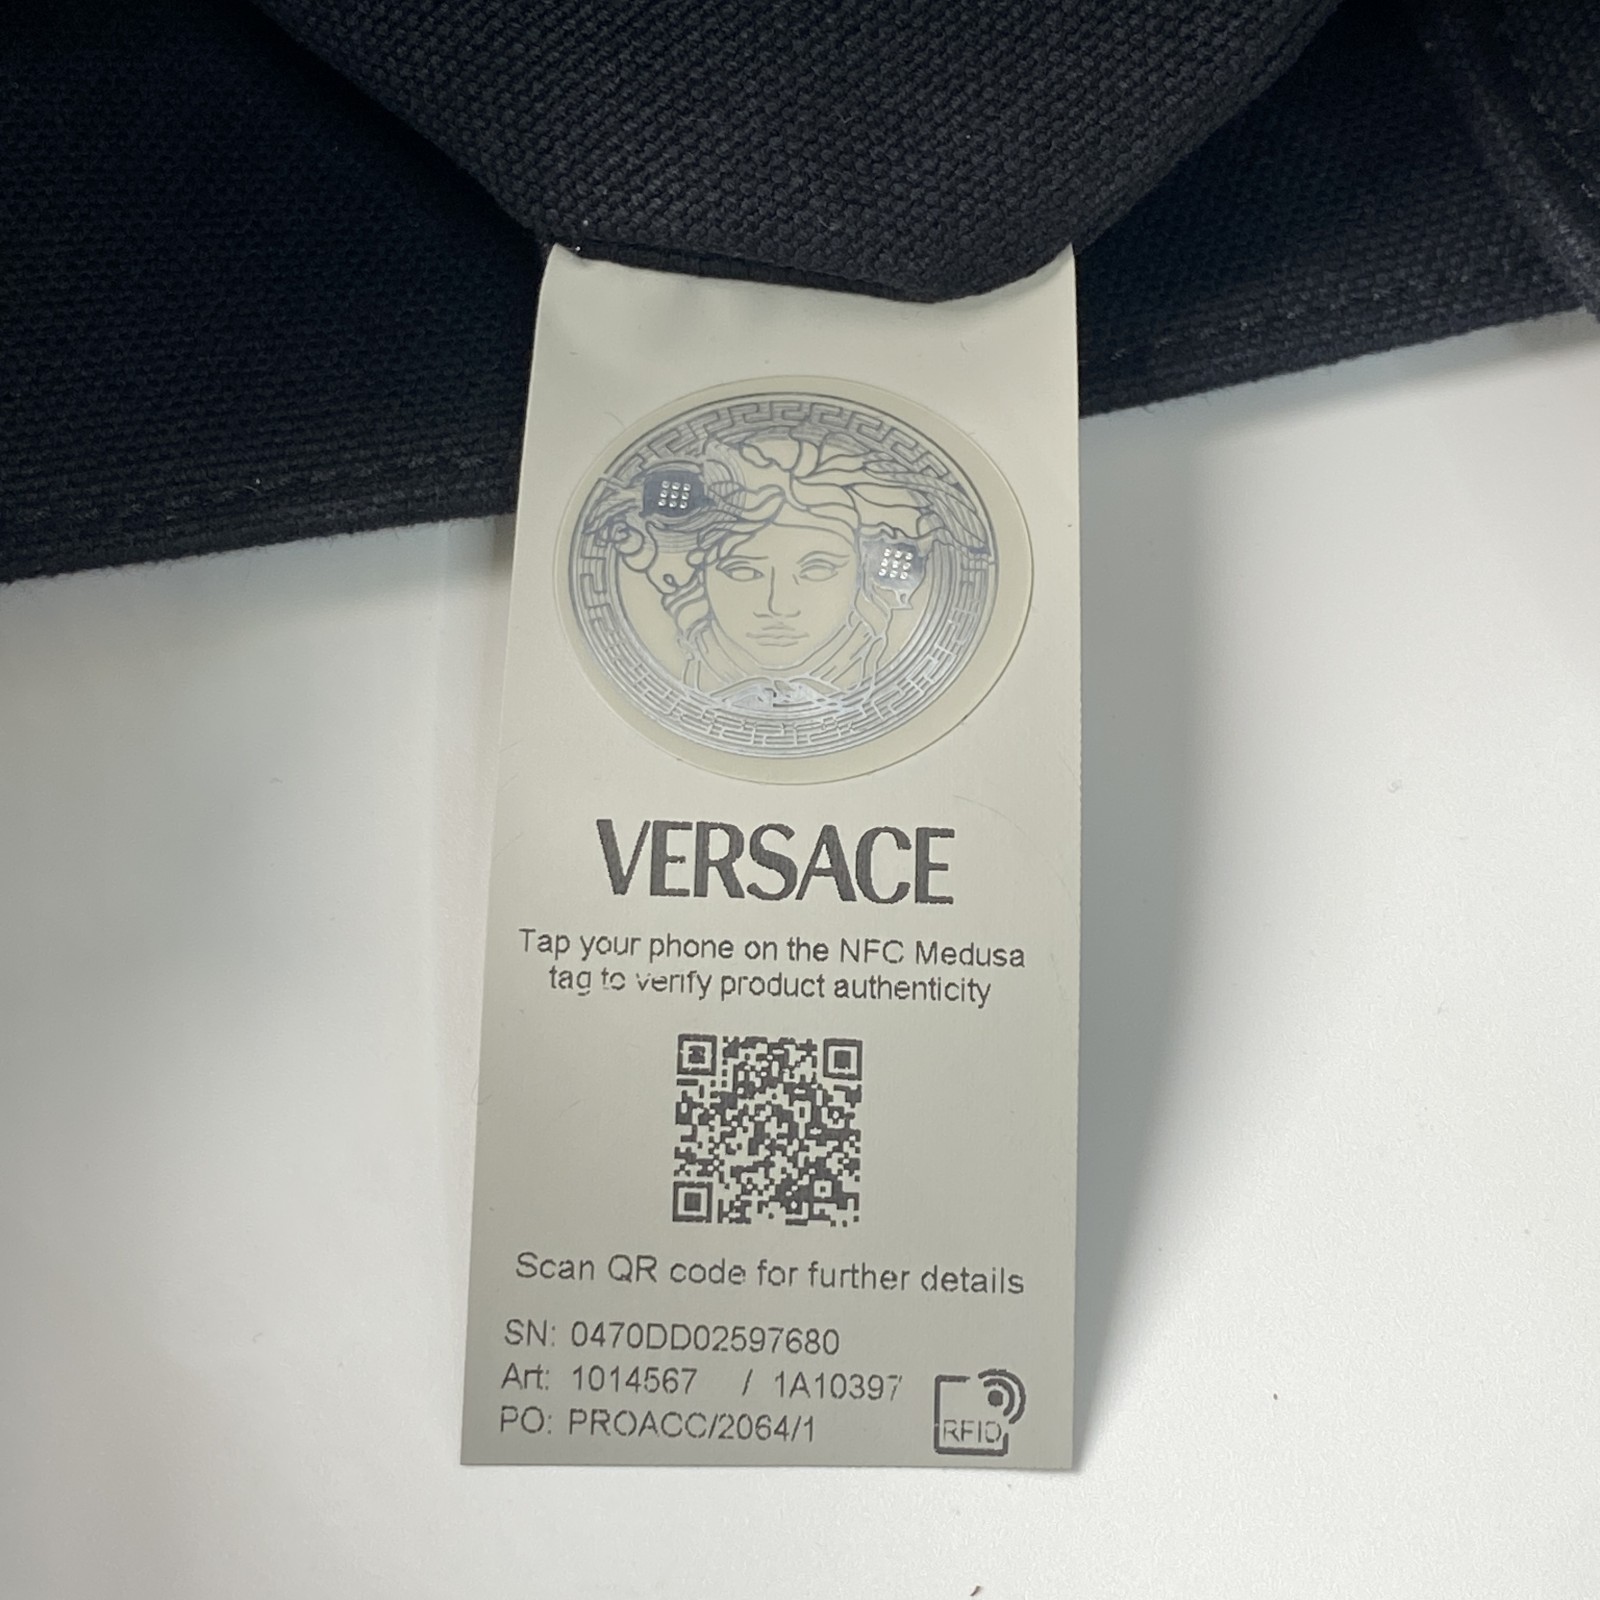 VERSACE
Tap your phone on the NFC Medusa
tag to verify product authenticity
Scan QR code for further details
SN: 0470DD02597680
Art: 1014567 / 1A10397
PO: PROACC/2064/1
RFID